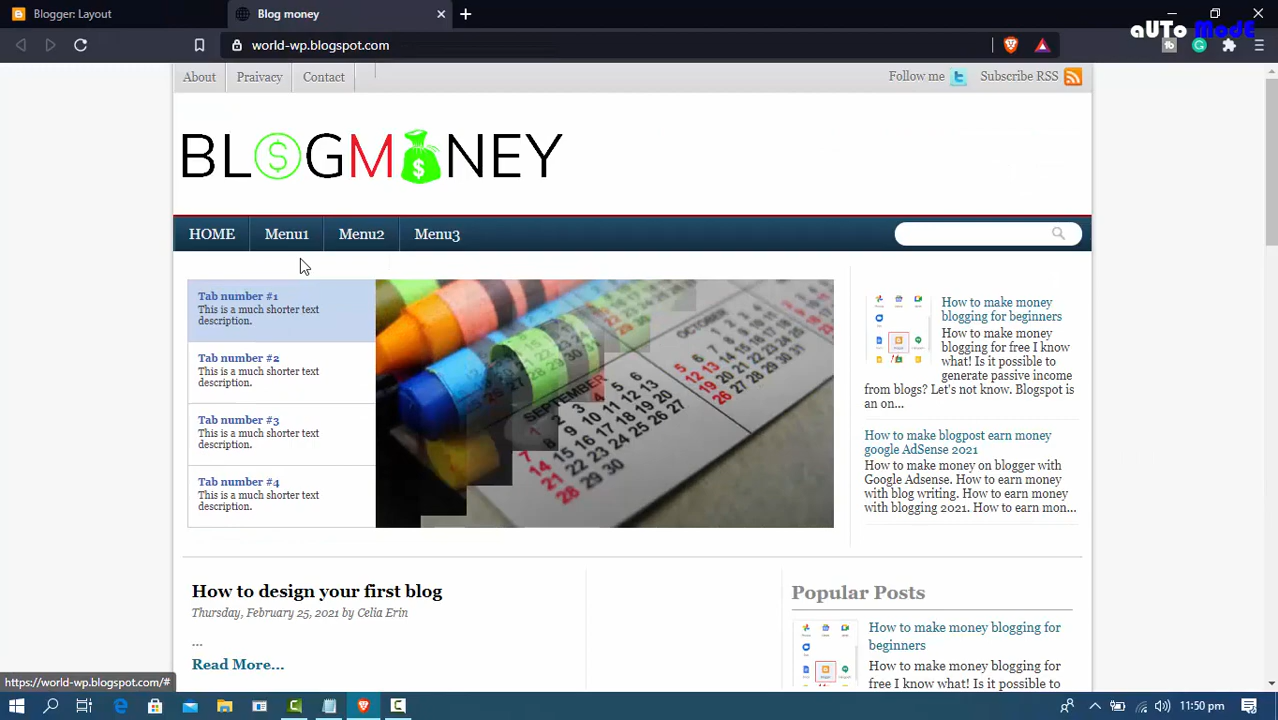 Blogger: Layout
Blog money
aUTo ModE
world-wp.blogspot.com
About
Praivacy
Contact
Follow me
Subscribe RSS
BLOGMONEY
HOME
Menu1
Menu2
Menu3
Tab number #1
This is a much shorter text
description.
Tab number #2
This is a much shorter text
description.
Tab number #3
This is a much shorter text
description.
Tab number #4
This is a much shorter text
description.
OCTOBER
SEPTEMBER
How to make money
blogging for beginners
How to make money
blogging for free I know
what! Is it possible to
generate passive income
from blogs? Let's not know. Blogspot is
an on...
How to make blogpost earn money
google AdSense 2021
How to make money on blogger with
Google Adsense. How to earn money
with blog writing. How to earn money
with blogging 2021. How to earn mon...
How to design your first blog
Thursday, February 25, 2021 by Celia Erin
...
Read More...
Popular Posts
How to make money blogging for
beginners
How to make money blogging for
free I know what! Is it possible to
https://world-wp.blogspot.com/#
11:50 pm